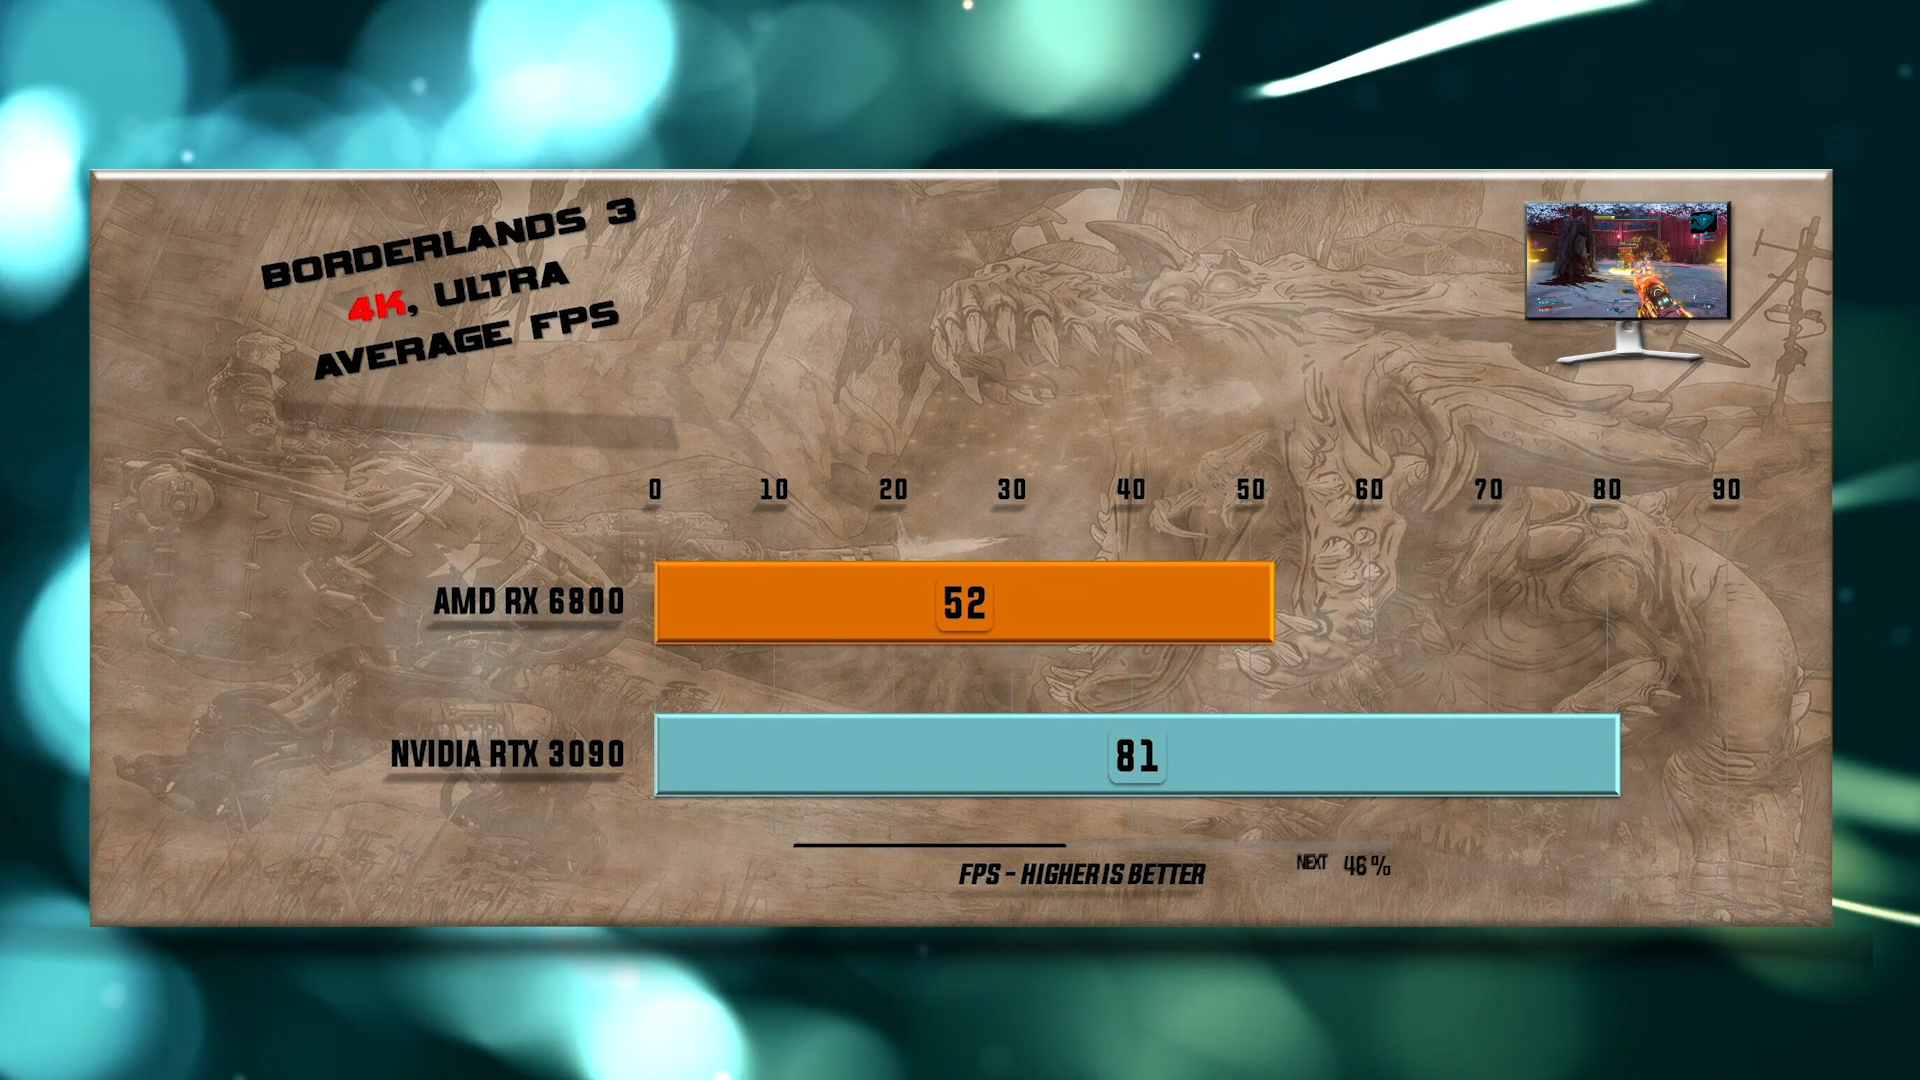 BORDERLANDS 3
4K, ULTRA
AVERAGE FPS
0 10 20 30 40 50 60 70 80 90
AMD RX 6800
52
NVIDIA RTX 3090
81
FPS - HIGHER IS BETTER
NEXT 46%